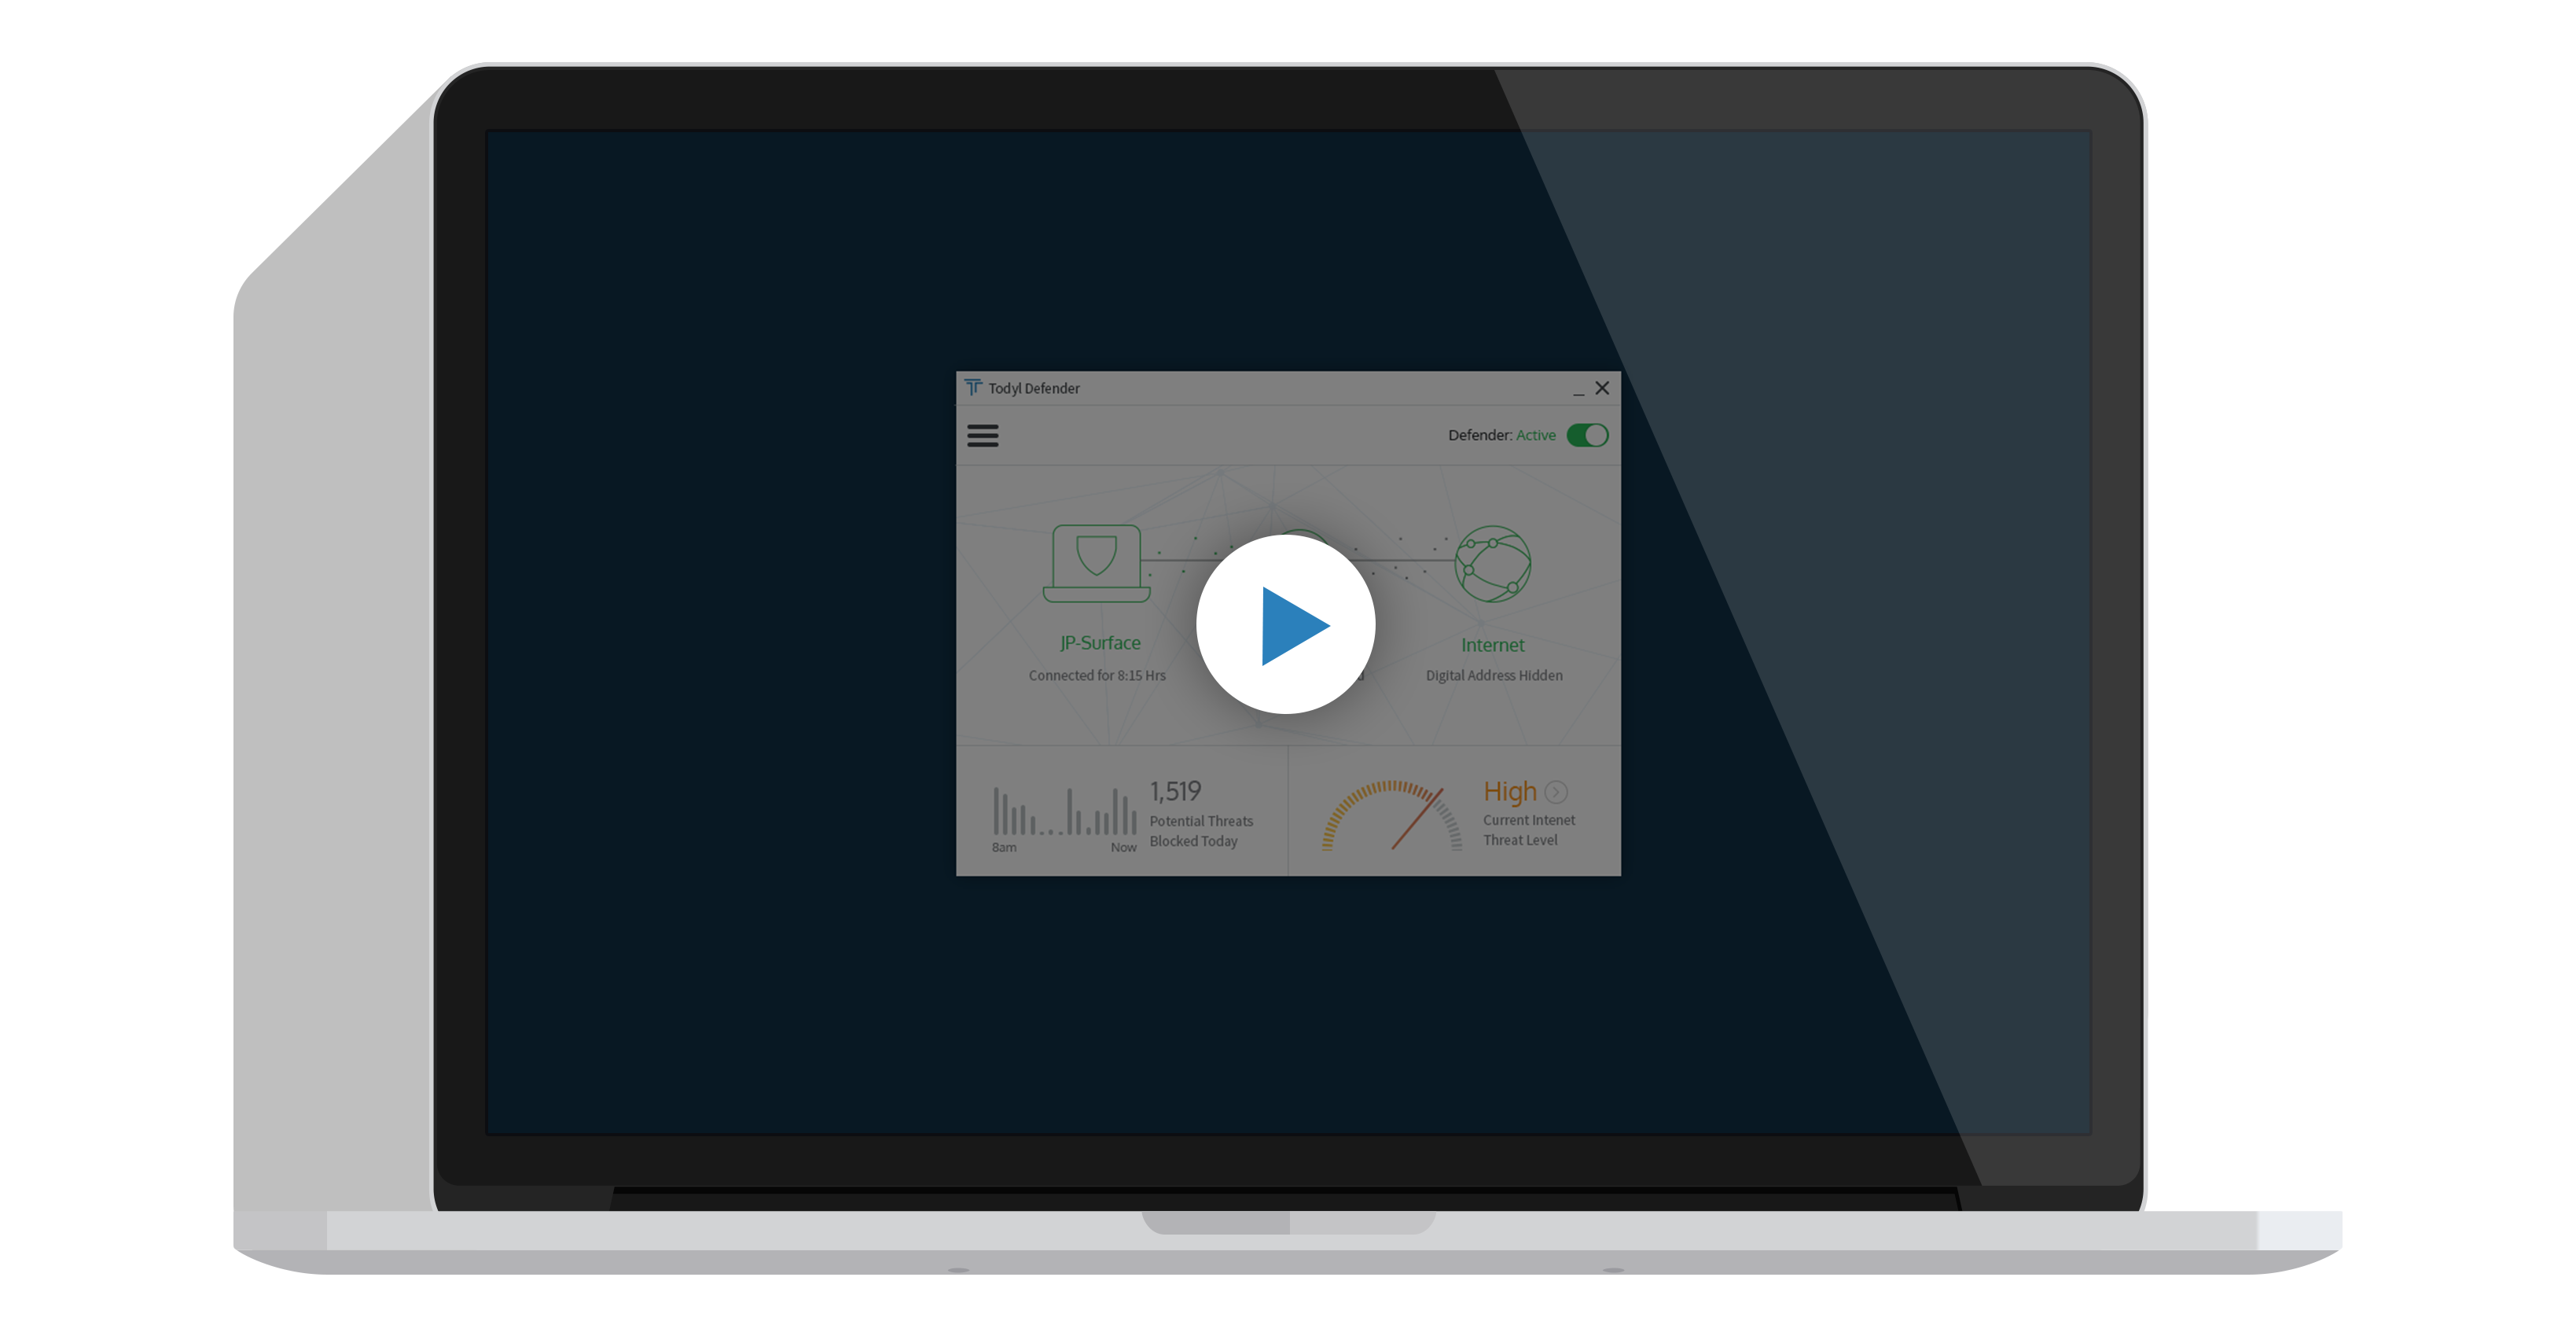 Todyl Defender
Defender: Active
JP-Surface
Internet
Connected for 8:15 Hrs
Digital Address Hidden
1,519
Potential Threats
Blocked Today
8am
Now
High
Current Intenet
Threat Level